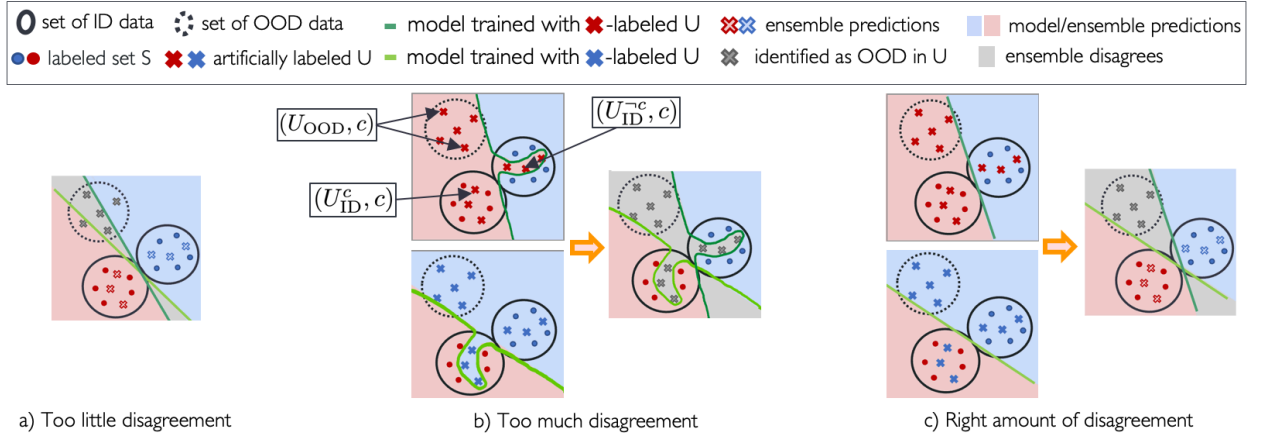 set of ID data set of OOD data model trained with ✖-labeled U ensemble predictions model/ensemble predictions
labeled set S artificially labeled U model trained with ✖-labeled U identified as OOD in U ensemble disagrees
(U_OOD, c)
(U_ID^¬c, c)
(U_ID^c, c)
a) Too little disagreement b) Too much disagreement c) Right amount of disagreement